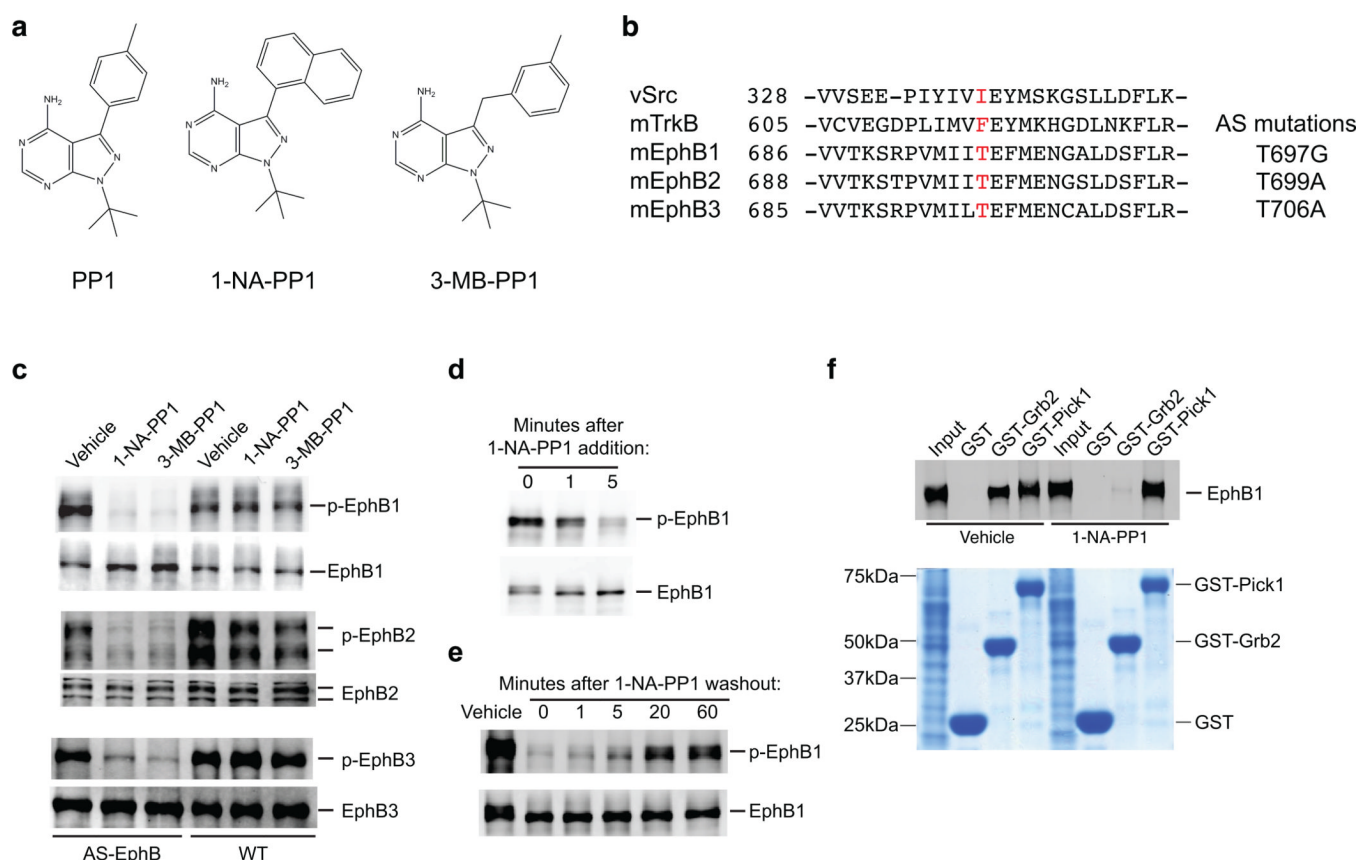 a
NH₂
N
N
N
N
PP1
NH₂
N
N
N
N
1-NA-PP1
NH₂
N
N
N
N
3-MB-PP1
b
vSrc 328 –VVSEE–PIYIVIEYMSKGSLLDFLK–
mTrkB 605 –VCVEGDPLIMVFEYMKHGDLNKFLR– AS mutations
mEphB1 686 –VVTKSRPVMIITEFMENGALDSFLR– T697G
mEphB2 688 –VVTKSTPVMIITEFMENGSLDSFLR– T699A
mEphB3 685 –VVTKSRPVMILTEFMENCALDSFLR– T706A
c
Vehicle 1-NA-PP1 3-MB-PP1 Vehicle 1-NA-PP1 3-MB-PP1
p-EphB1
EphB1
p-EphB2
EphB2
p-EphB3
EphB3
AS-EphB WT
d
Minutes after
1-NA-PP1 addition:
0 1 5
p-EphB1
EphB1
e
Minutes after 1-NA-PP1 washout:
Vehicle 0 1 5 20 60
p-EphB1
EphB1
f
Input GST GST-Grb2 GST-Pick1 Input GST GST-Grb2 GST-Pick1
EphB1
Vehicle 1-NA-PP1
75kDa
GST-Pick1
50kDa
GST-Grb2
37kDa
25kDa
GST